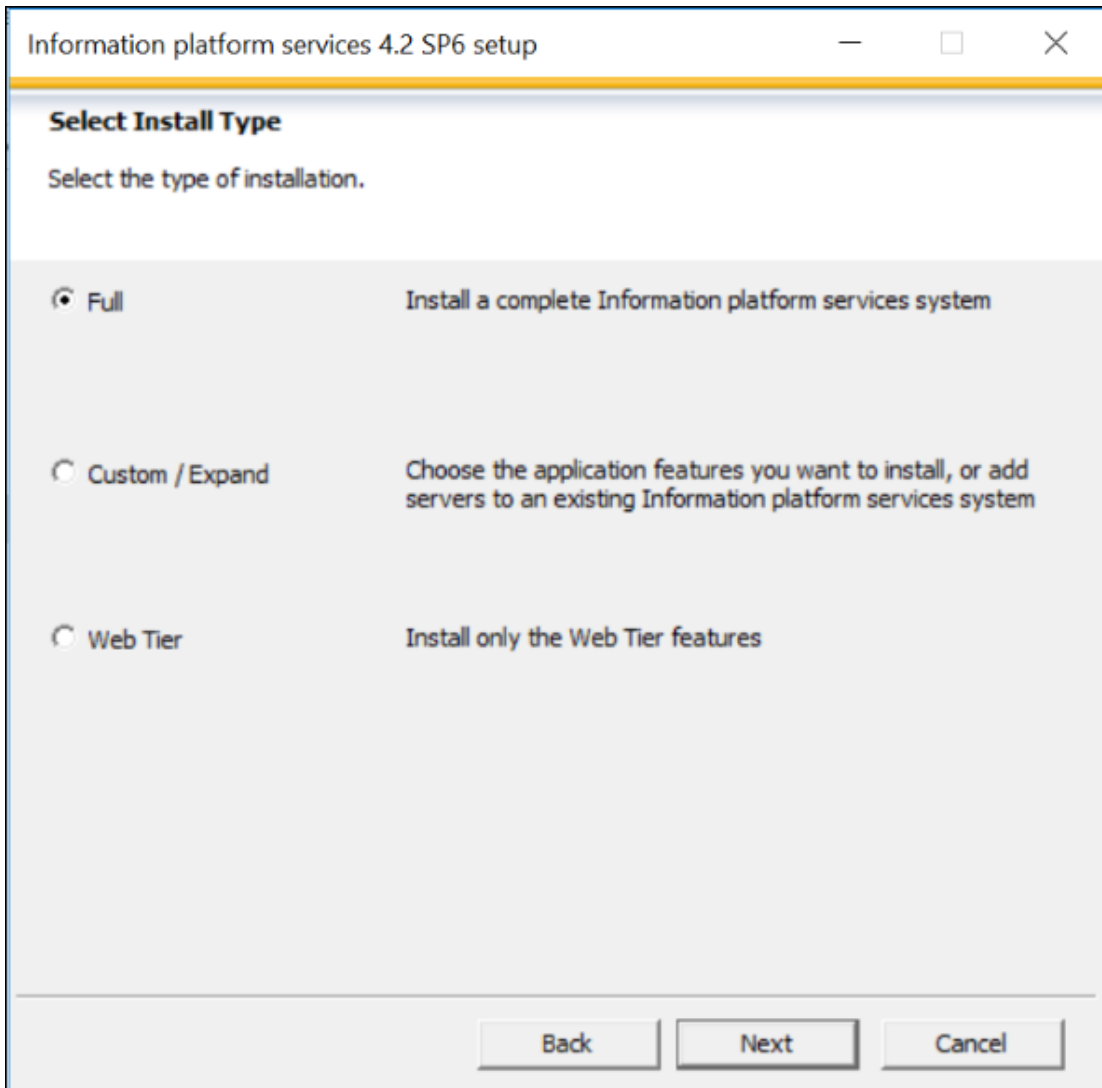 Information platform services 4.2 SP6 setup
Select Install Type
Select the type of installation.
Full
Install a complete Information platform services system
Custom / Expand
Choose the application features you want to install, or add
servers to an existing Information platform services system
Web Tier
Install only the Web Tier features
Back
Next
Cancel